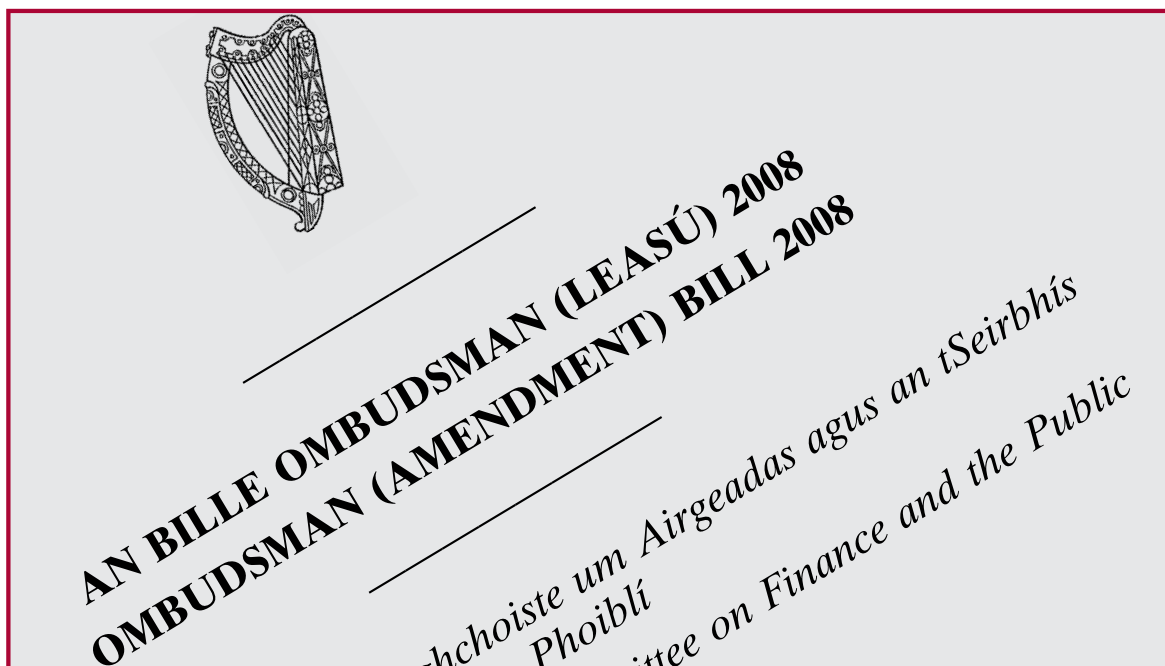 AN BILLE OMBUDSMAN (LEASÚ) 2008
OMBUDSMAN (AMENDMENT) BILL 2008
um Airgeadas agus an tSeirbhís
Phoiblí
on Finance and the Public